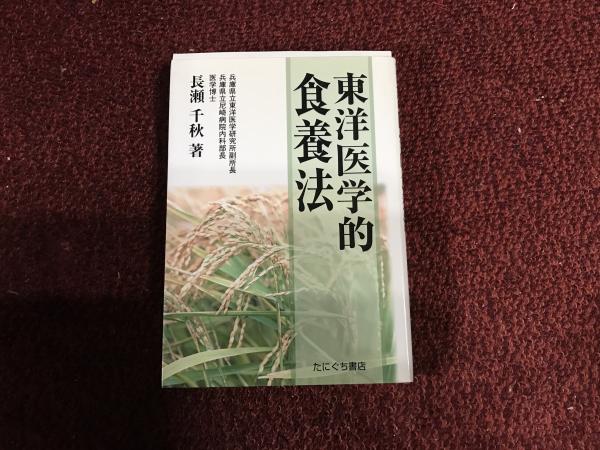 東洋医学的
食養法
兵庫県立東洋医学研究所副所長
兵庫県立尼崎病院内科部長
医学博士
長瀬 千秋 著
たにぐち書店